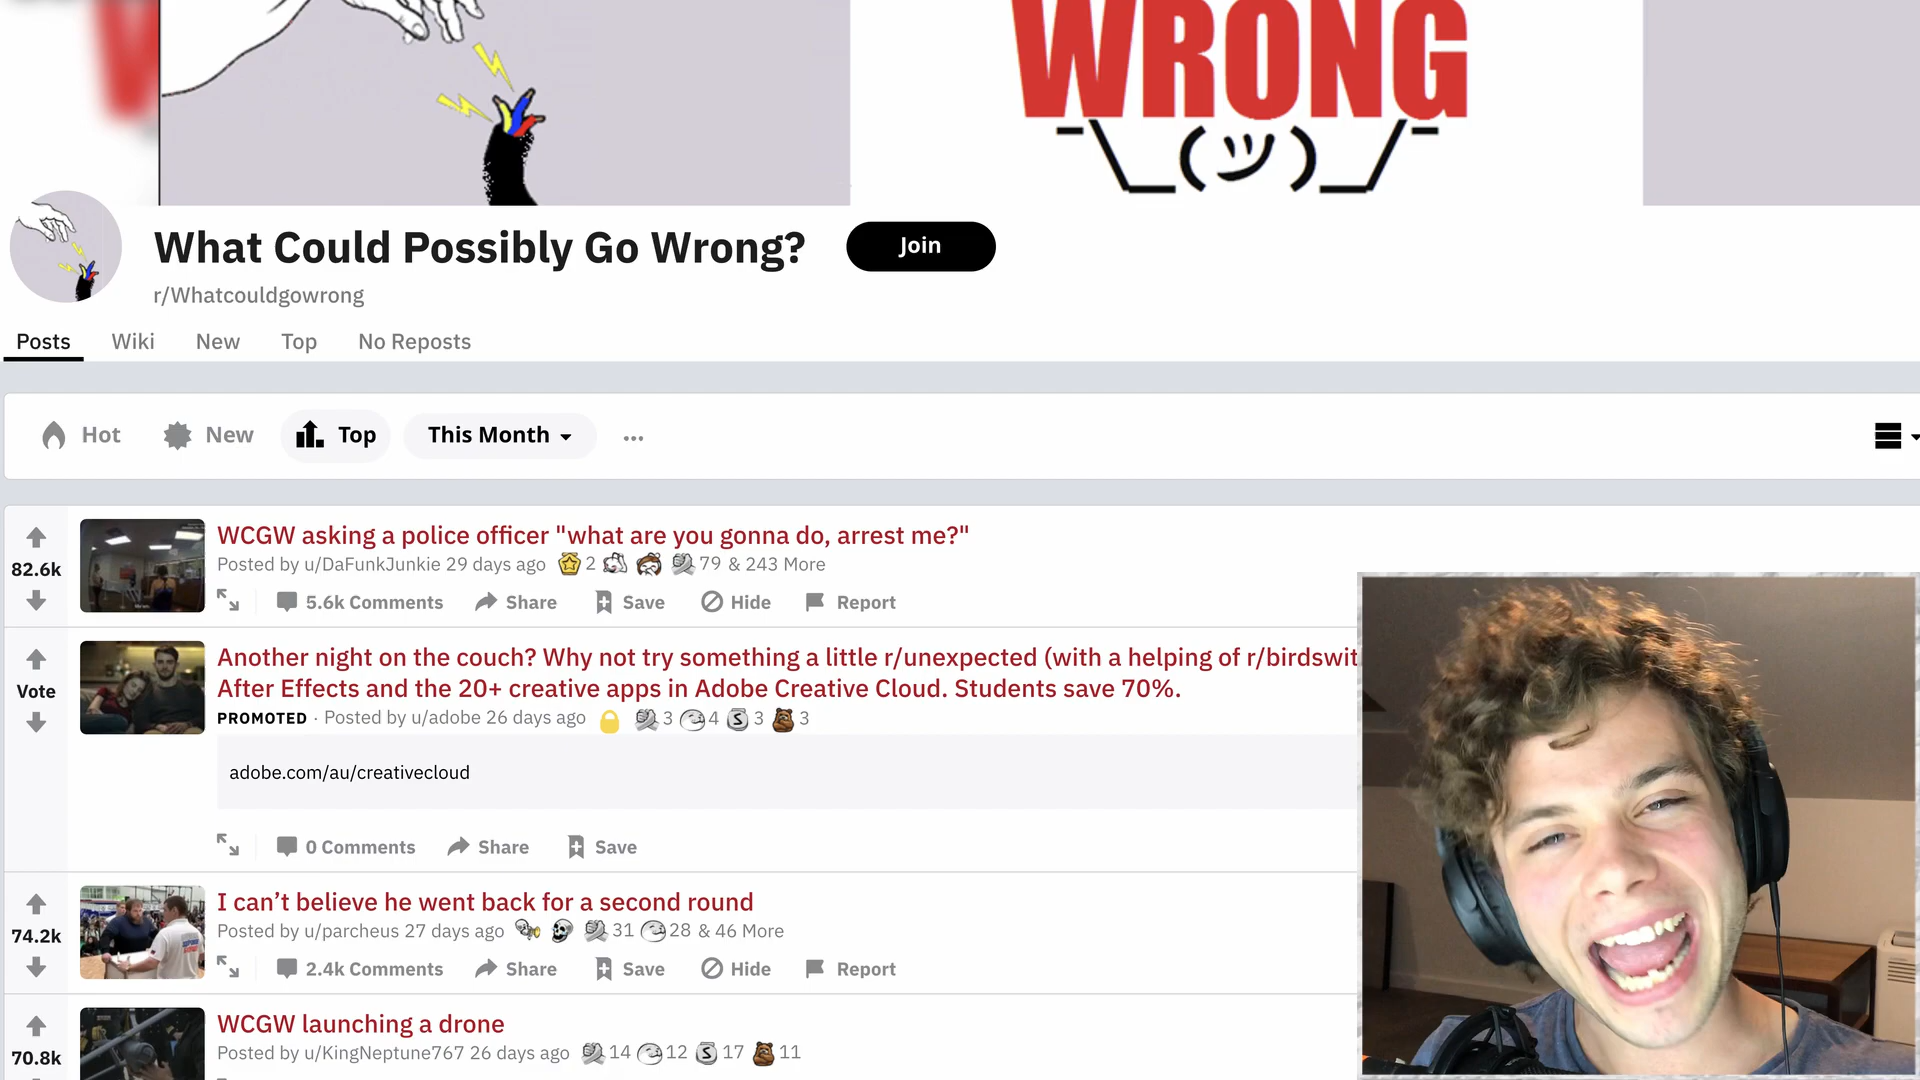 WRONG
¯\_(ツ)_/¯
What Could Possibly Go Wrong?
Join
r/Whatcouldgowrong
Posts Wiki New Top No Reposts
Hot New Top This Month ...
WCGW asking a police officer "what are you gonna do, arrest me?"
82.6k
Posted by u/DaFunkJunkie 29 days ago 2 79 & 243 More
5.6k Comments Share Save Hide Report
Another night on the couch? Why not try something a little r/unexpected (with a helping of r/birdswit
After Effects and the 20+ creative apps in Adobe Creative Cloud. Students save 70%.
Vote
PROMOTED · Posted by u/adobe 26 days ago 3 4 S 3 3
adobe.com/au/creativecloud
0 Comments Share Save
I can’t believe he went back for a second round
74.2k
Posted by u/parcheus 27 days ago 31 28 & 46 More
2.4k Comments Share Save Hide Report
WCGW launching a drone
70.8k
Posted by u/KingNeptune767 26 days ago 14 12 S 17 11